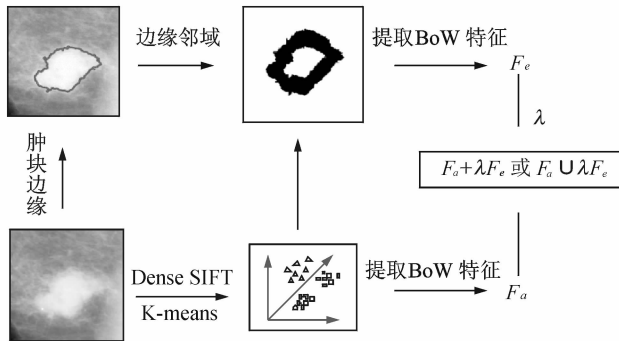 边缘邻域
提取BoW 特征
Fe
λ
肿块边缘
Fa+λFe 或 Fa ∪ λFe
Dense SIFT
K-means
提取BoW 特征
Fa